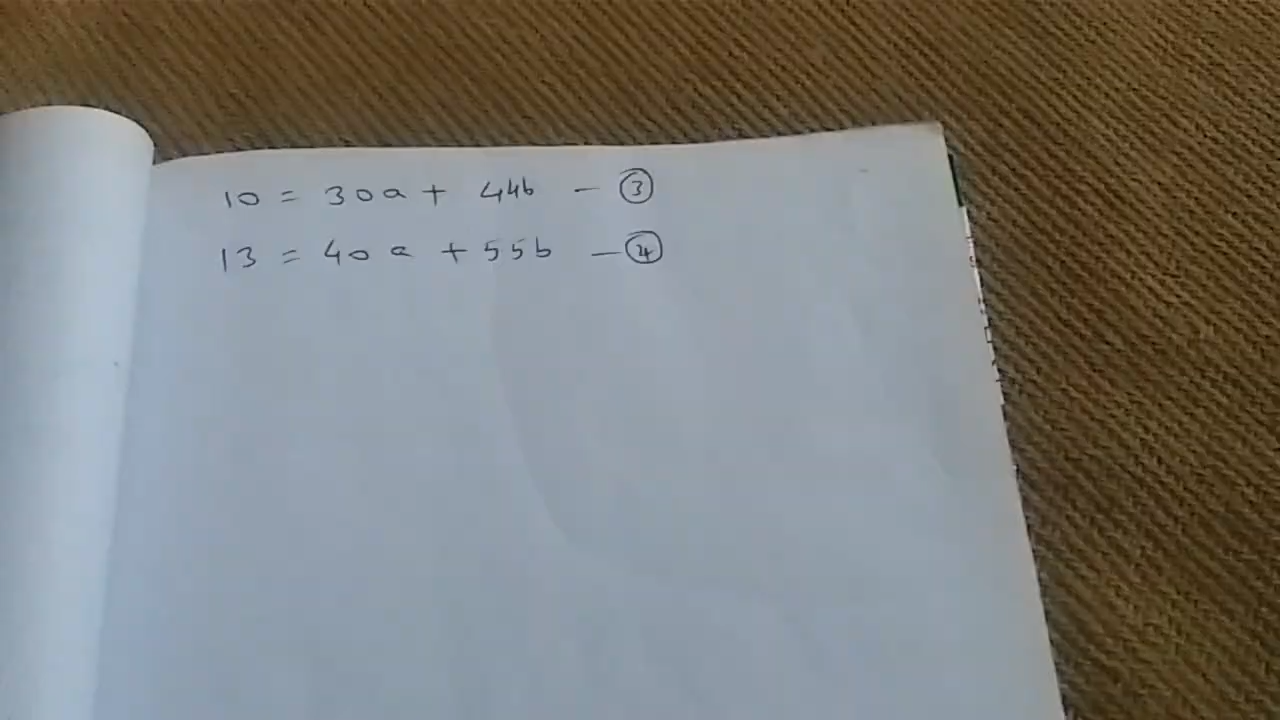 10 = 30a + 44b — ③
13 = 40a + 55b — ④